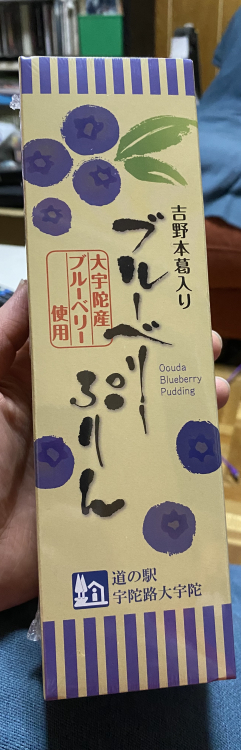 吉野本葛入り
ブルーベリー
ぷりん
大宇陀産
ブルーベリー
使用
Oouda
Blueberry
Pudding
道の駅
宇陀路大宇陀